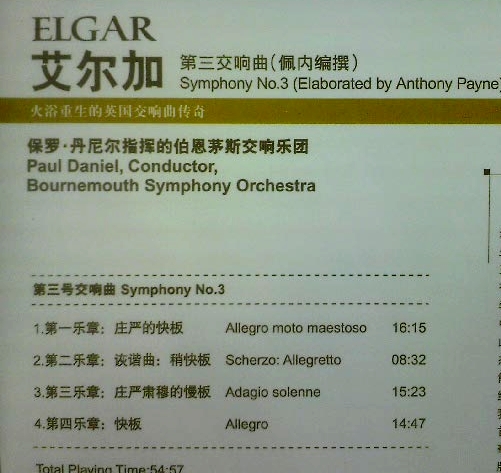 ELGAR
艾尔加 第三交响曲(佩内编撰)
Symphony No.3 (Elaborated by Anthony Payne
火浴重生的英国交响曲传奇
保罗·丹尼尔指挥的伯恩茅斯交响乐团
Paul Daniel, Conductor,
Bournemouth Symphony Orchestra
第三号交响曲 Symphony No.3
1.第一乐章：庄严的快板 Allegro moto maestoso 16:15
2.第二乐章：诙谐曲：稍快板 Scherzo: Allegretto 08:32
3.第三乐章：庄严肃穆的慢板 Adagio solenne 15:23
4.第四乐章：快板 Allegro 14:47
Total Playing Time:54:57